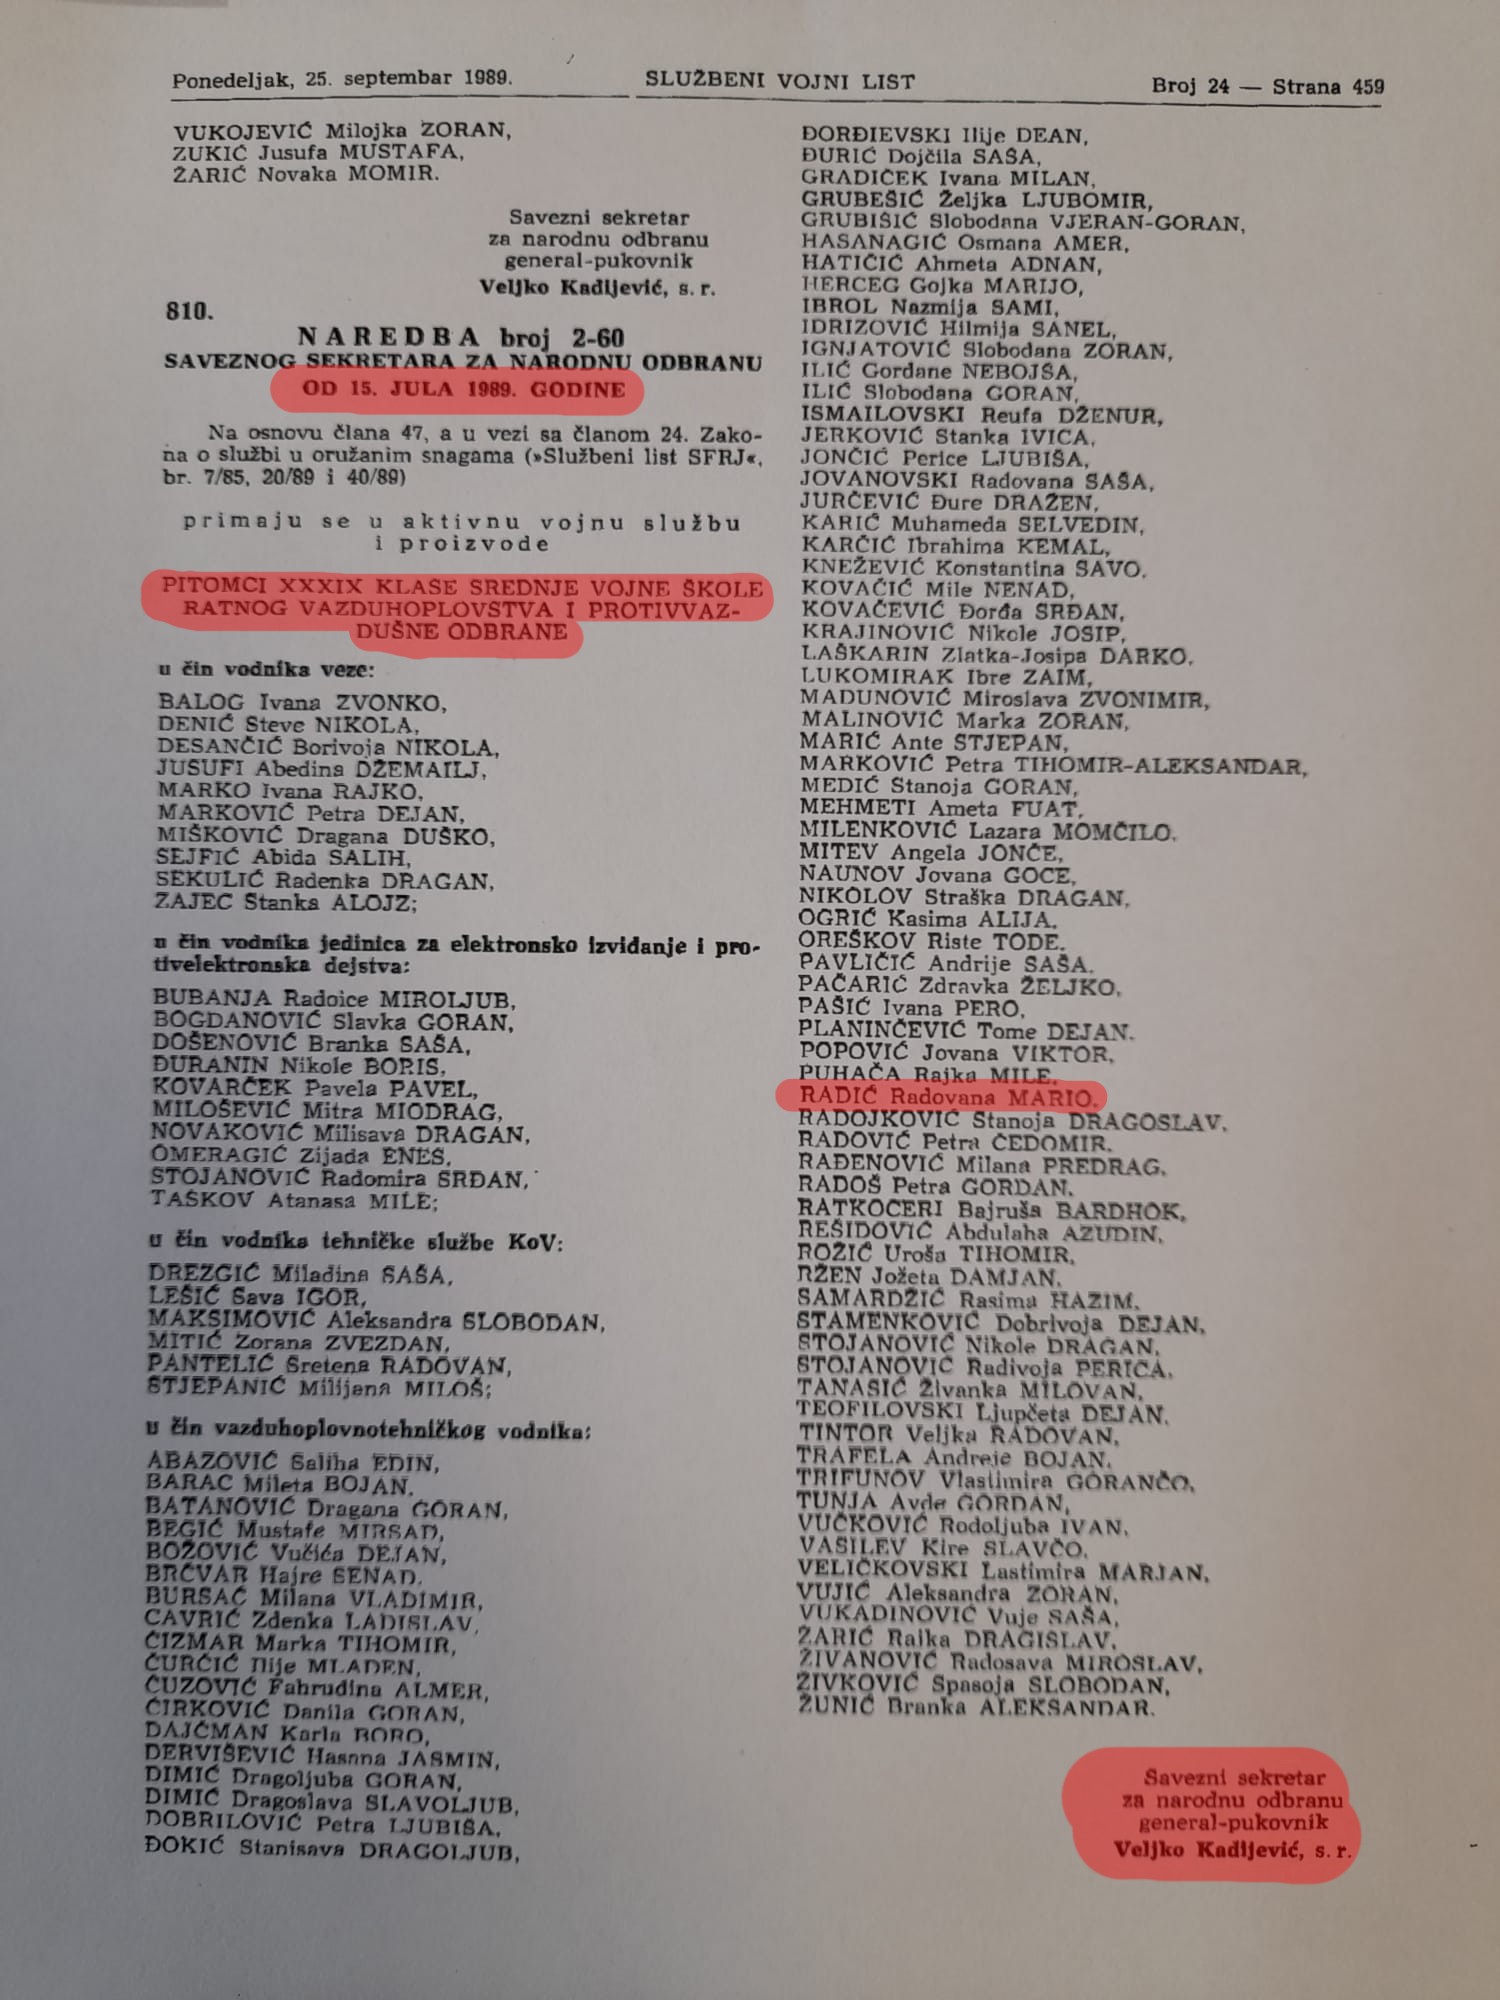 Ponedeljak, 25. septembar 1989.
SLUŽBENI VOJNI LIST
Broj 24 — Strana 459
VUKOJEVIĆ Milojka ZORAN,
ZUKIĆ Jusufa MUSTAFA,
ŽARIĆ Novaka MOMIR.
Savezni sekretar
za narodnu odbranu
general-pukovnik
Veljko Kadijević, s. r.
810.
NAREDBA broj 2-60
SAVEZNOG SEKRETARA ZA NARODNU ODBRANU
OD 15. JULA 1989. GODINE
Na osnovu člana 47, a u vezi sa članom 24. Zako-
na o službi u oružanim snagama (»Službeni list SFRJ«,
br. 7/85, 20/89 i 40/89)
primaju se u aktivnu vojnu službu
i proizvode
PITOMCI XXXIX KLASE SREDNJE VOJNE ŠKOLE
RATNOG VAZDUHOPLOVSTVA I PROTIVVAZ-
DUŠNE ODBRANE
u čin vodnika veze:
BALOG Ivana ZVONKO,
DENIĆ Steve NIKOLA,
DESANČIĆ Borivoja NIKOLA,
JUSUFI Abedina DŽEMAILJ,
MARKO Ivana RAJKO,
MARKOVIĆ Petra DEJAN,
MIŠKOVIĆ Dragana DUŠKO,
SEJFIĆ Abida SALIH,
SEKULIĆ Radenka DRAGAN,
ZAJEC Stanka ALOJZ;
u čin vodnika jedinica za elektronsko izviđanje i pro-
tivelektronska dejstva:
BUBANJA Radoice MIROLJUB,
BOGDANOVIĆ Slavka GORAN,
DOŠENOVIĆ Branka SAŠA,
ĐURANIN Nikole BORIS,
KOVARČEK Pavela PAVEL,
MILOŠEVIĆ Mitra MIODRAG,
NOVAKOVIĆ Milisava DRAGAN,
OMERAGIĆ Zijada ENES,
STOJANOVIĆ Radomira SRĐAN,
TAŠKOV Atanasa MILE;
u čin vodnika tehničke službe KoV:
DREZGIĆ Miladina SAŠA,
LEŠIĆ Sava IGOR,
MAKSIMOVIĆ Aleksandra SLOBODAN,
MITIĆ Zorana ZVEZDAN,
PANTELIĆ Sretena RADOVAN,
STJEPANIĆ Milijana MILOŠ;
u čin vazduhoplovnotehničkog vodnika:
ABAZOVIĆ Saliha EDIN,
BARAC Mileta BOJAN,
BATANOVIĆ Dragana GORAN,
BEGIĆ Mustafe MIRSAD,
BOŽOVIĆ Vučića DEJAN,
BRČVAR Hajre SENAD,
BURSAĆ Milana VLADIMIR,
CAVRIĆ Zdenka LADISLAV,
ČIZMAR Marka TIHOMIR,
ČURČIĆ Ilije MLADEN,
ČUZOVIĆ Fahrudina ALMER,
ĆIRKOVIĆ Danila GORAN,
DAJČMAN Karla BORO,
DERVIŠEVIĆ Hasana JASMIN,
DIMIĆ Dragoljuba GORAN,
DIMIĆ Dragoslava SLAVOLJUB,
DOBRILOVIĆ Petra LJUBIŠA,
ĐOKIĆ Stanisava DRAGOLJUB,
ĐORĐIEVSKI Ilije DEAN,
ĐURIĆ Dojčila SAŠA,
GRADIČEK Ivana MILAN,
GRUBEŠIĆ Željka LJUBOMIR,
GRUBIŠIĆ Slobodana VJERAN-GORAN,
HASANAGIĆ Osmana AMER,
HATIČIĆ Ahmeta ADNAN,
HERCEG Gojka MARIJO,
IBROL Nazmija SAMI,
IDRIZOVIĆ Hilmija SANEL,
IGNJATOVIĆ Slobodana ZORAN,
ILIĆ Gordane NEBOJŠA,
ILIĆ Slobodana GORAN,
ISMAILOVSKI Reufa DŽENUR,
JERKOVIĆ Stanka IVICA,
JONČIĆ Perice LJUBIŠA,
JOVANOVSKI Radovana SAŠA,
JURČEVIĆ Đure DRAŽEN,
KARIĆ Muhameda SELVEDIN,
KARČIĆ Ibrahima KEMAL,
KNEŽEVIĆ Konstantina SAVO,
KOVAČIĆ Mile NENAD,
KOVAČEVIĆ Đorđa SRĐAN,
KRAJINOVIĆ Nikole JOSIP,
LAŠKARIN Zlatka-Josipa DARKO,
LUKOMIRAK Ibre ZAIM,
MADUNOVIĆ Miroslava ZVONIMIR,
MALINOVIĆ Marka ZORAN,
MARIĆ Ante STJEPAN,
MARKOVIĆ Petra TIHOMIR-ALEKSANDAR,
MEDIĆ Stanoja GORAN,
MEHMETI Ameta FUAT,
MILENKOVIĆ Lazara MOMČILO,
MITEV Angela JONČE,
NAUNOV Jovana GOCE,
NIKOLOV Straška DRAGAN,
OGRIĆ Kasima ALIJA,
OREŠKOV Riste TODE,
PAVLIČIĆ Andrije SAŠA,
PAČARIĆ Zdravka ŽELJKO,
PAŠIĆ Ivana PERO,
PLANINČEVIĆ Tome DEJAN,
POPOVIĆ Jovana VIKTOR,
PUHAČA Rajka MILE,
RADIĆ Radovana MARIO,
RADOJKOVIĆ Stanoja DRAGOSLAV,
RADOVIĆ Petra ČEDOMIR,
RAĐENOVIĆ Milana PREDRAG,
RADOŠ Petra GORDAN,
RATKOCERI Bajruša BARDHOK,
REŠIDOVIĆ Abdulaha AZUDIN,
ROŽIĆ Uroša TIHOMIR,
RŽEN Jožeta DAMJAN,
SAMARDŽIĆ Rasima HAZIM,
STAMENKOVIĆ Dobrivoja DEJAN,
STOJANOVIĆ Nikole DRAGAN,
STOJANOVIĆ Radivoja PERICA,
TANASIĆ Živanka MILOVAN,
TEOFILOVSKI Ljupčeta DEJAN,
TINTOR Veljka RADOVAN,
TRAFELA Andreje BOJAN,
TRIFUNOV Vlastimira GORANČO,
TUNJA Avde GORDAN,
VUČKOVIĆ Rodoljuba IVAN,
VASILEV Kire SLAVČO,
VELIČKOVSKI Lastimira MARJAN,
VUJIĆ Aleksandra ZORAN,
VUKADINOVIĆ Vuje SAŠA,
ŽARIĆ Rajka DRAGISLAV,
ŽIVANOVIĆ Radosava MIROSLAV,
ŽIVKOVIĆ Spasoja SLOBODAN,
ŽUNIĆ Branka ALEKSANDAR.
Savezni sekretar
za narodnu odbranu
general-pukovnik
Veljko Kadijević, s. r.